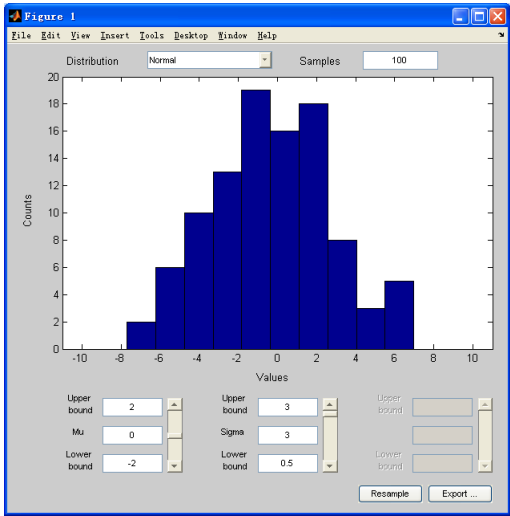 Figure 1
File Edit View Insert Tools Desktop Window Help
Distribution Normal Samples 100
20
18
16
14
12
10
8
6
4
2
0
Counts
-10 -8 -6 -4 -2 0 2 4 6 8 10
Values
Upper bound 2 Upper bound 3 Upper bound
Mu 0 Sigma 3
Lower bound -2 Lower bound 0.5 Lower bound
Resample Export ...